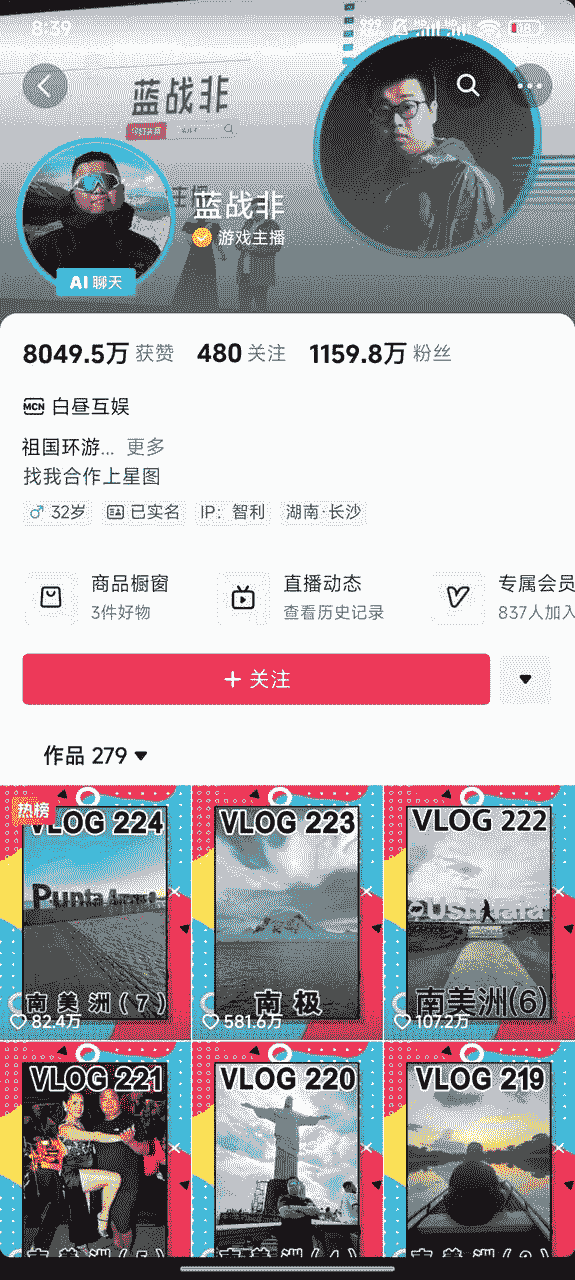 8:39
18
蓝战非
蓝战非
游戏主播
AI 聊天
8049.5万 获赞 480 关注 1159.8万 粉丝
MCN 白昼互娱
祖国环游... 更多
找我合作上星图
32岁 已实名 IP：智利 湖南·长沙
商品橱窗 直播动态 专属会员
3件好物 查看历史记录 837人加入
+ 关注
作品 279
热榜
VLOG 224 VLOG 223 VLOG 222
Punta Arenas
南美洲(7) 南极 南美洲(6)
82.4万 581.6万 107.2万
VLOG 221 VLOG 220 VLOG 219